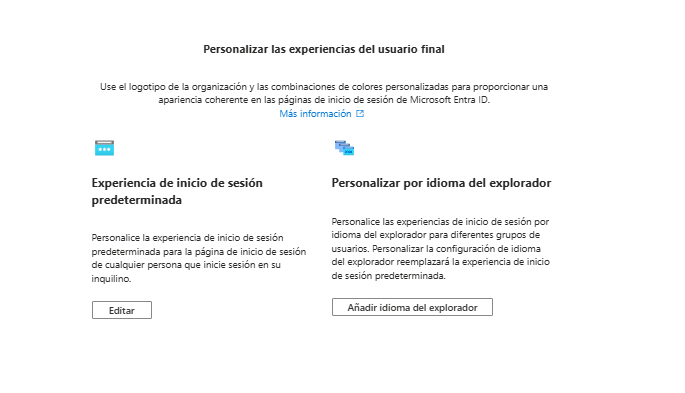 Personalizar las experiencias del usuario final
Use el logotipo de la organización y las combinaciones de colores personalizadas para proporcionar una
apariencia coherente en las páginas de inicio de sesión de Microsoft Entra ID.
Más información
Experiencia de inicio de sesión
predeterminada
Personalice la experiencia de inicio de sesión
predeterminada para la página de inicio de sesión
de cualquier persona que inicie sesión en su
inquilino.
Editar
Personalizar por idioma del explorador
Personalice las experiencias de inicio de sesión por
idioma del explorador para diferentes grupos de
usuarios. Personalizar la configuración de idioma
del explorador reemplazará la experiencia de inicio
de sesión predeterminada.
Añadir idioma del explorador